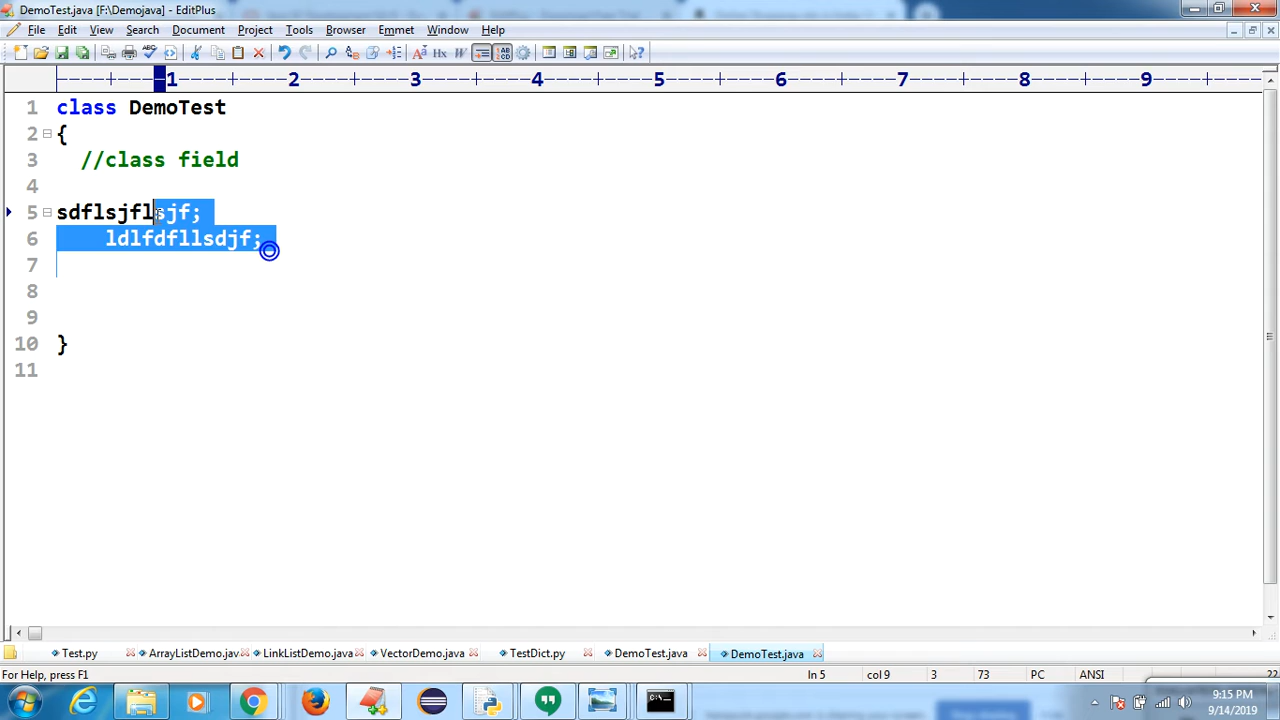 DemoTest.java [F:\Demojava] - EditPlus
File Edit View Search Document Project Tools Browser Emmet Window Help
----+----1----+----2----+----3----+----4----+----5----+----6----+----7----+----8----+----9----+--
1 class DemoTest
2 {
3 //class field
4
5 sdflsjflsjf;
6 ldlfdfllsdjf;
7
8
9
10 }
11
Test.py ArrayListDemo.java LinkListDemo.java VectorDemo.java TestDict.py DemoTest.java DemoTest.java
For Help, press F1 ln 5 col 9 3 73 PC ANSI 22
9:15 PM
9/14/2019